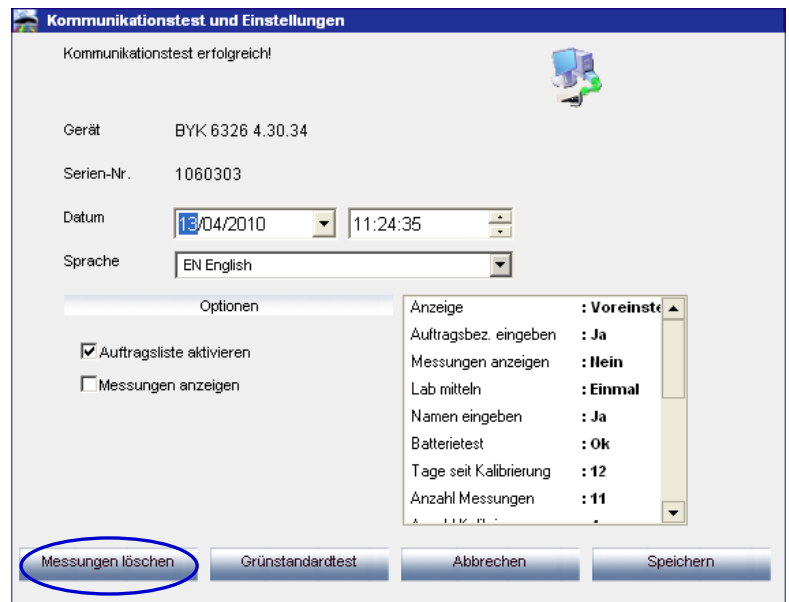 Kommunikationstest und Einstellungen
Kommunikationstest erfolgreich!
Gerät BYK 6326 4.30.34
Serien-Nr. 1060303
Datum 13/04/2010 11:24:35
Sprache EN English
Optionen
Auftragsliste aktivieren
Messungen anzeigen
Anzeige : Voreinste
Auftragsbez. eingeben : Ja
Messungen anzeigen : Nein
Lab mitteln : Einmal
Namen eingeben : Ja
Batterietest : Ok
Tage seit Kalibrierung : 12
Anzahl Messungen : 11
Messungen löschen Grünstandardtest Abbrechen Speichern